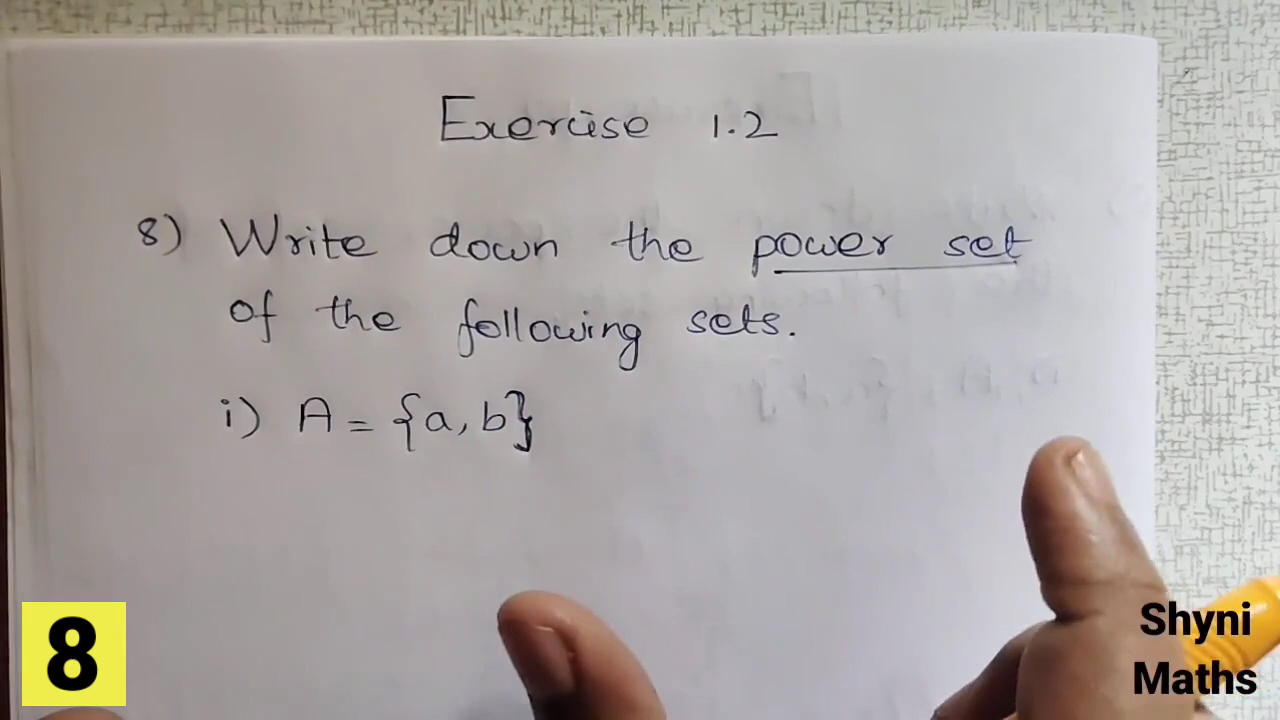 Exercise 1.2
8) Write down the power set
of the following sets.
i) A = {a, b}
8
Shyni
Maths